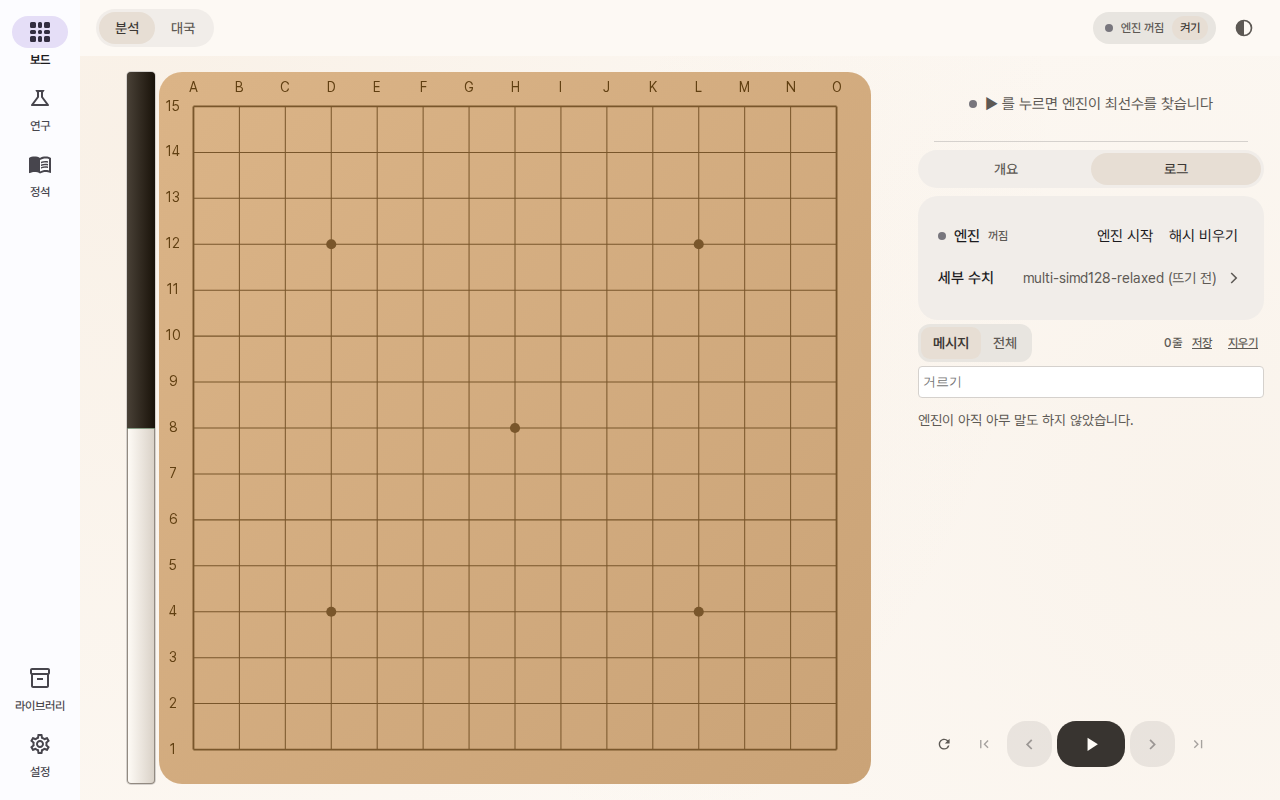 보드
연구
정석
라이브러리
설정
분석 대국
엔진 꺼짐 켜기
A B C D E F G H I J K L M N O
15
14
13
12
11
10
9
8
7
6
5
4
3
2
1
▶ 를 누르면 엔진이 최선수를 찾습니다
개요 로그
엔진 꺼짐 엔진 시작 해시 비우기
세부 수치 multi-simd128-relaxed (뜨기 전)
메시지 전체 0줄 저장 지우기
거르기
엔진이 아직 아무 말도 하지 않았습니다.